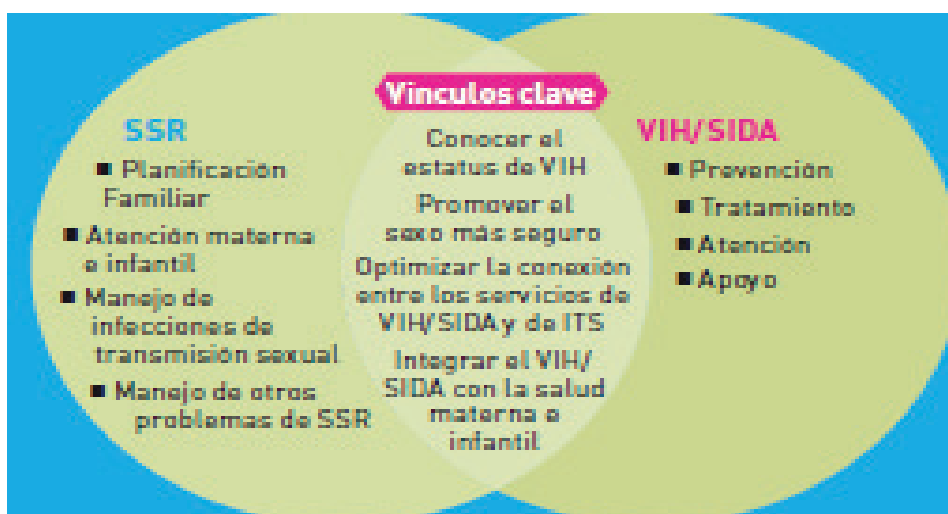 Vinculos clave
SSR
■ Planificación
Familiar
■ Atención materna
e infantil
■ Manejo de
infecciones de
transmisión sexual
■ Manejo de otros
problemas de SSR
Conocer el
estatus de VIH
Promover el
sexo más seguro
Optimizar la conexión
entre los servicios de
VIH/SIDA y de ITS
Integrar el VIH/
SIDA con la salud
materna e
infantil
VIH/SIDA
■ Prevención
■ Tratamiento
■ Atención
■ Apoyo